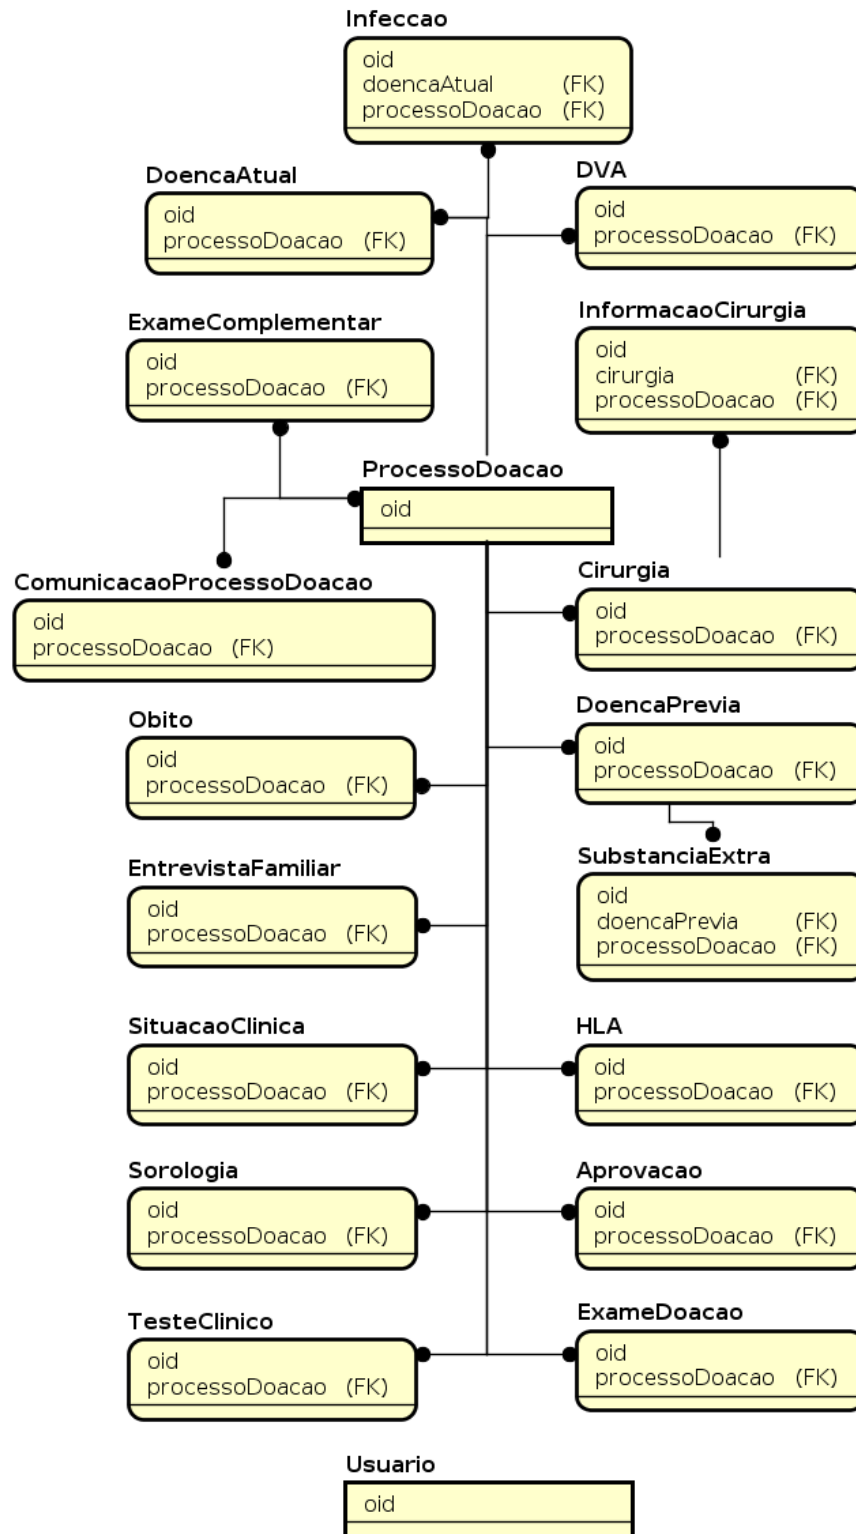 Infeccao
oid
doencaAtual (FK)
processoDoacao (FK)
DoencaAtual
oid
processoDoacao (FK)
DVA
oid
processoDoacao (FK)
ExameComplementar
oid
processoDoacao (FK)
InformacaoCirurgia
oid
cirurgia (FK)
processoDoacao (FK)
ProcessoDoacao
oid
ComunicacaoProcessoDoacao
oid
processoDoacao (FK)
Cirurgia
oid
processoDoacao (FK)
Obito
oid
processoDoacao (FK)
DoencaPrevia
oid
processoDoacao (FK)
EntrevistaFamiliar
oid
processoDoacao (FK)
SubstanciaExtra
oid
doencaPrevia (FK)
processoDoacao (FK)
SituacaoClinica
oid
processoDoacao (FK)
HLA
oid
processoDoacao (FK)
Sorologia
oid
processoDoacao (FK)
Aprovacao
oid
processoDoacao (FK)
TesteClinico
oid
processoDoacao (FK)
ExameDoacao
oid
processoDoacao (FK)
Usuario
oid